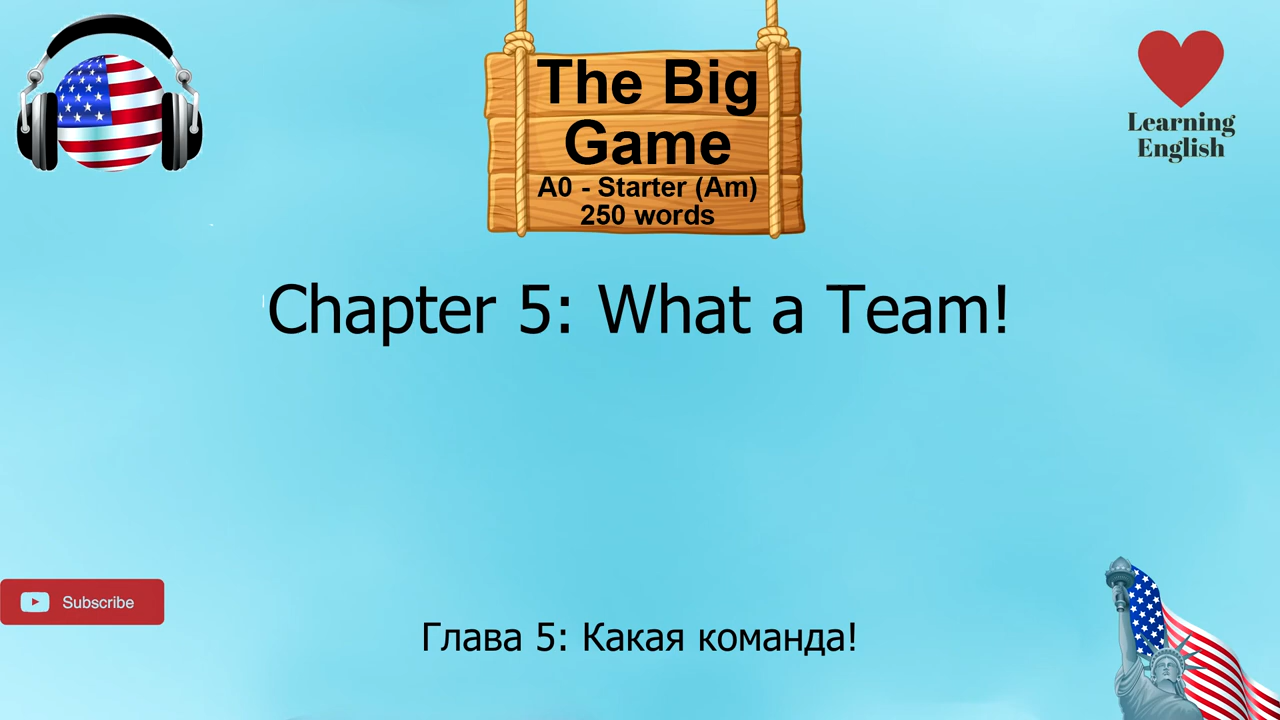 The Big
Game
A0 - Starter (Am)
250 words
Learning
English
Chapter 5: What a Team!
Subscribe
Глава 5: Какая команда!